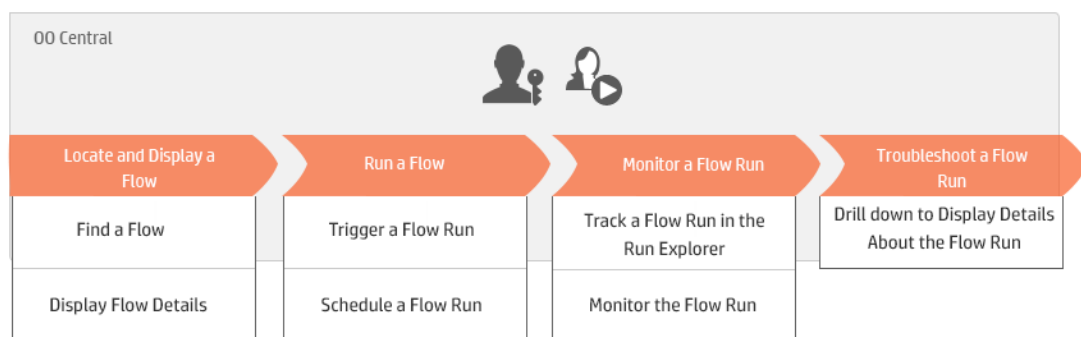 OO Central
Locate and Display a
Flow
Run a Flow
Monitor a Flow Run
Troubleshoot a Flow
Run
Find a Flow
Trigger a Flow Run
Track a Flow Run in the
Run Explorer
Drill down to Display Details
About the Flow Run
Display Flow Details
Schedule a Flow Run
Monitor the Flow Run